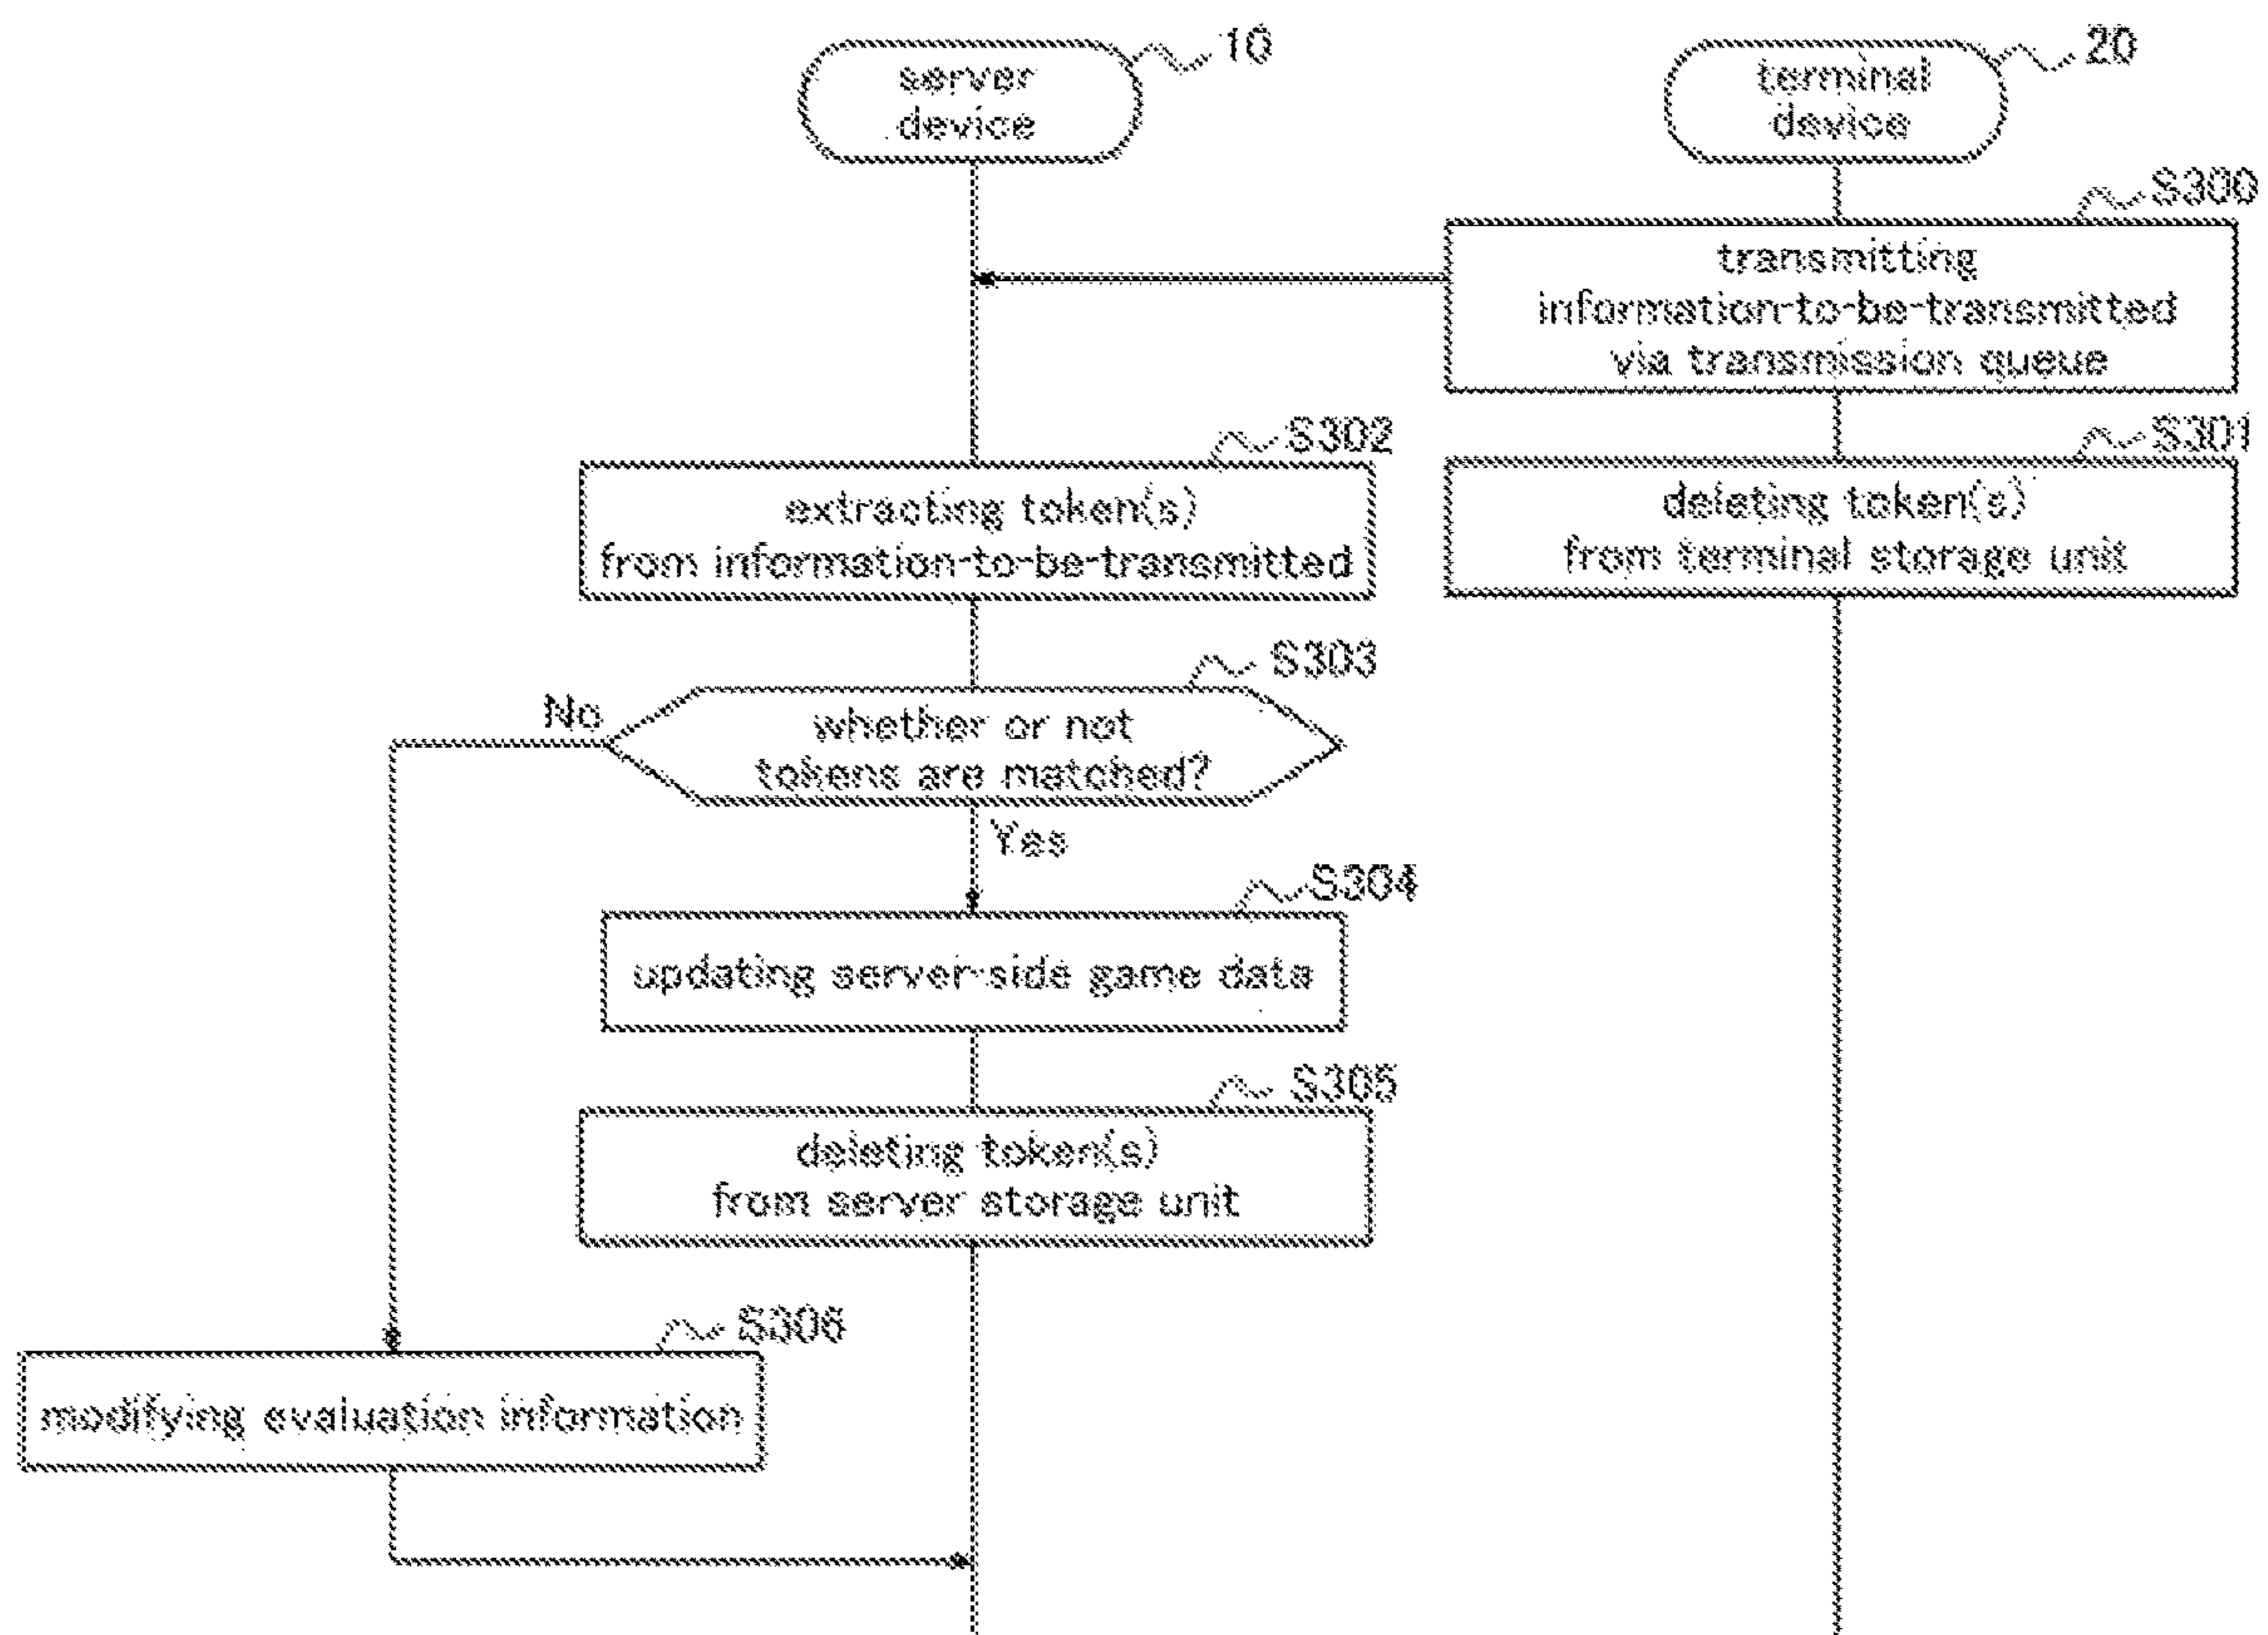 server
device
10
terminal
device
20
S300
transmitting
information-to-be-transmitted
via transmission queue
S302
extracting token(s)
from information-to-be-transmitted
S301
deleting token(s)
from terminal storage unit
S303
whether or not
tokens are matched?
No
Yes
S304
updating server-side game data
S305
deleting token(s)
from server storage unit
S306
modifying evaluation information